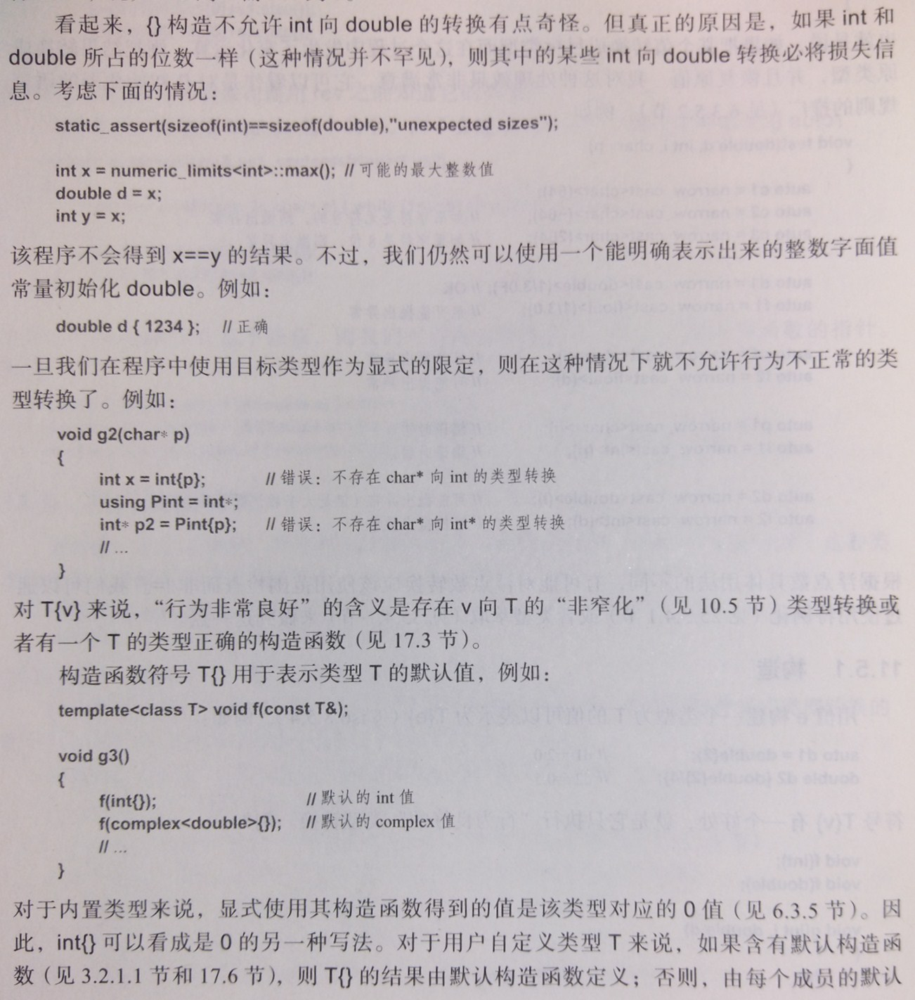 看起来，{}构造不允许 int 向 double 的转换有点奇怪。但真正的原因是，如果 int 和
double 所占的位数一样（这种情况并不罕见），则其中的某些 int 向 double 转换必将损失信
息。考虑下面的情况：
static_assert(sizeof(int)==sizeof(double),"unexpected sizes");
int x = numeric_limits<int>::max(); // 可能的最大整数值
double d = x;
int y = x;
该程序不会得到 x==y 的结果。不过，我们仍然可以使用一个能明确表示出来的整数字面值
常量初始化 double。例如：
double d { 1234 }; // 正确
一旦我们在程序中使用目标类型作为显式的限定，则在这种情况下就不允许行为不正常的类
型转换了。例如：
void g2(char* p)
{
int x = int{p}; // 错误：不存在 char* 向 int 的类型转换
using Pint = int*;
int* p2 = Pint{p}; // 错误：不存在 char* 向 int* 的类型转换
// ...
}
对 T{v} 来说，“行为非常良好”的含义是存在 v 向 T 的“非窄化”（见 10.5 节）类型转换或
者有一个 T 的类型正确的构造函数（见 17.3 节）。
构造函数符号 T{} 用于表示类型 T 的默认值，例如：
template<class T> void f(const T&);
void g3()
{
f(int{}); // 默认的 int 值
f(complex<double>{}); // 默认的 complex 值
// ...
}
对于内置类型来说，显式使用其构造函数得到的值是该类型对应的 0 值（见 6.3.5 节）。因
此，int{} 可以看成是 0 的另一种写法。对于用户自定义类型 T 来说，如果含有默认构造函
数（见 3.2.1.1 节和 17.6 节），则 T{} 的结果由默认构造函数定义；否则，由每个成员的默认